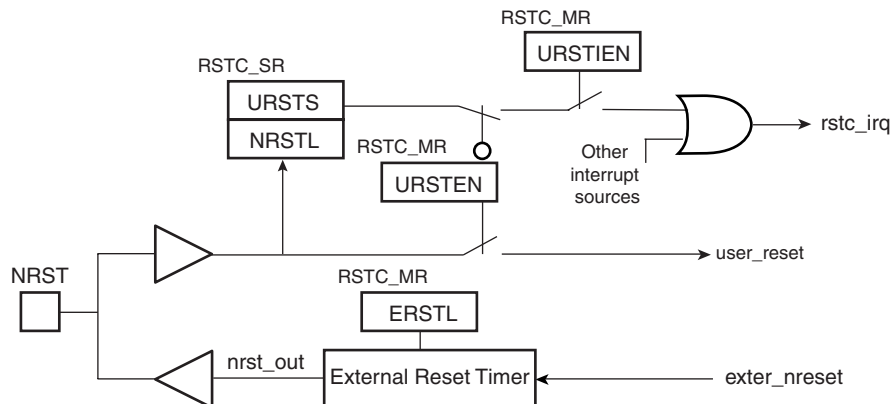 RSTC_MR
URSTIEN
RSTC_SR
URSTS
NRSTL
rstc_irq
RSTC_MR
URSTEN
Other
interrupt
sources
user_reset
NRST
RSTC_MR
ERSTL
nrst_out
External Reset Timer
exter_nreset